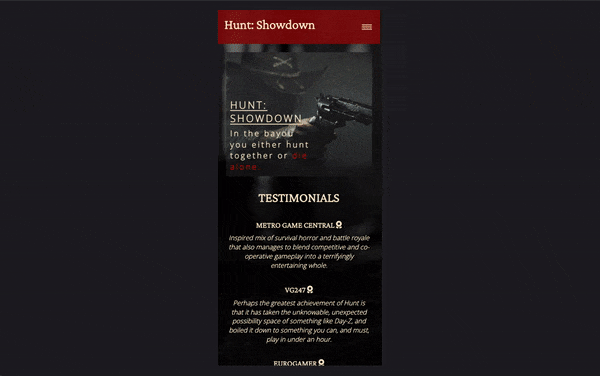 Hunt: Showdown
HUNT:
SHOWDOWN
In the bayou
you either hunt
together or die
alone
TESTIMONIALS
METRO GAME CENTRAL
Inspired mix of survival horror and battle royale
that also manages to blend competitive and co-
operative gameplay into a terrifyingly
entertaining whole.
VG247
Perhaps the greatest achievement of Hunt is
that it has taken the unknowable, unexpected
possibility space of something like Day-Z, and
boiled it down to something you can, and must,
play in under an hour.
EUROGAMER